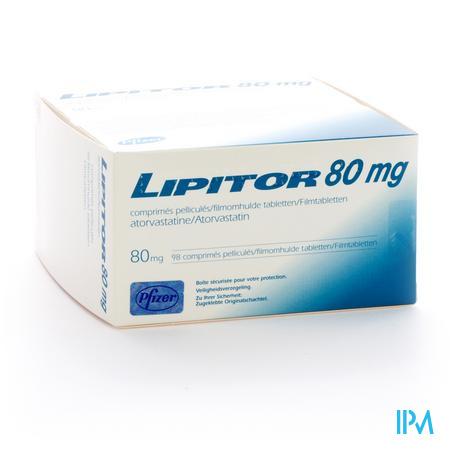 LIPITOR 80 mg
comprimés pelliculés/filmomhulde tabletten/Filmtabletten
atorvastatine/Atorvastatin
80 mg
98 comprimés pelliculés/filmomhulde tabletten/Filmtabletten
Boîte sécurisée pour votre protection.
Veiligheidsverzegeling.
Zu Ihrer Sicherheit:
Zugeklebte Originalschachtel.
Pfizer
LIPITOR 80 mg
IPM